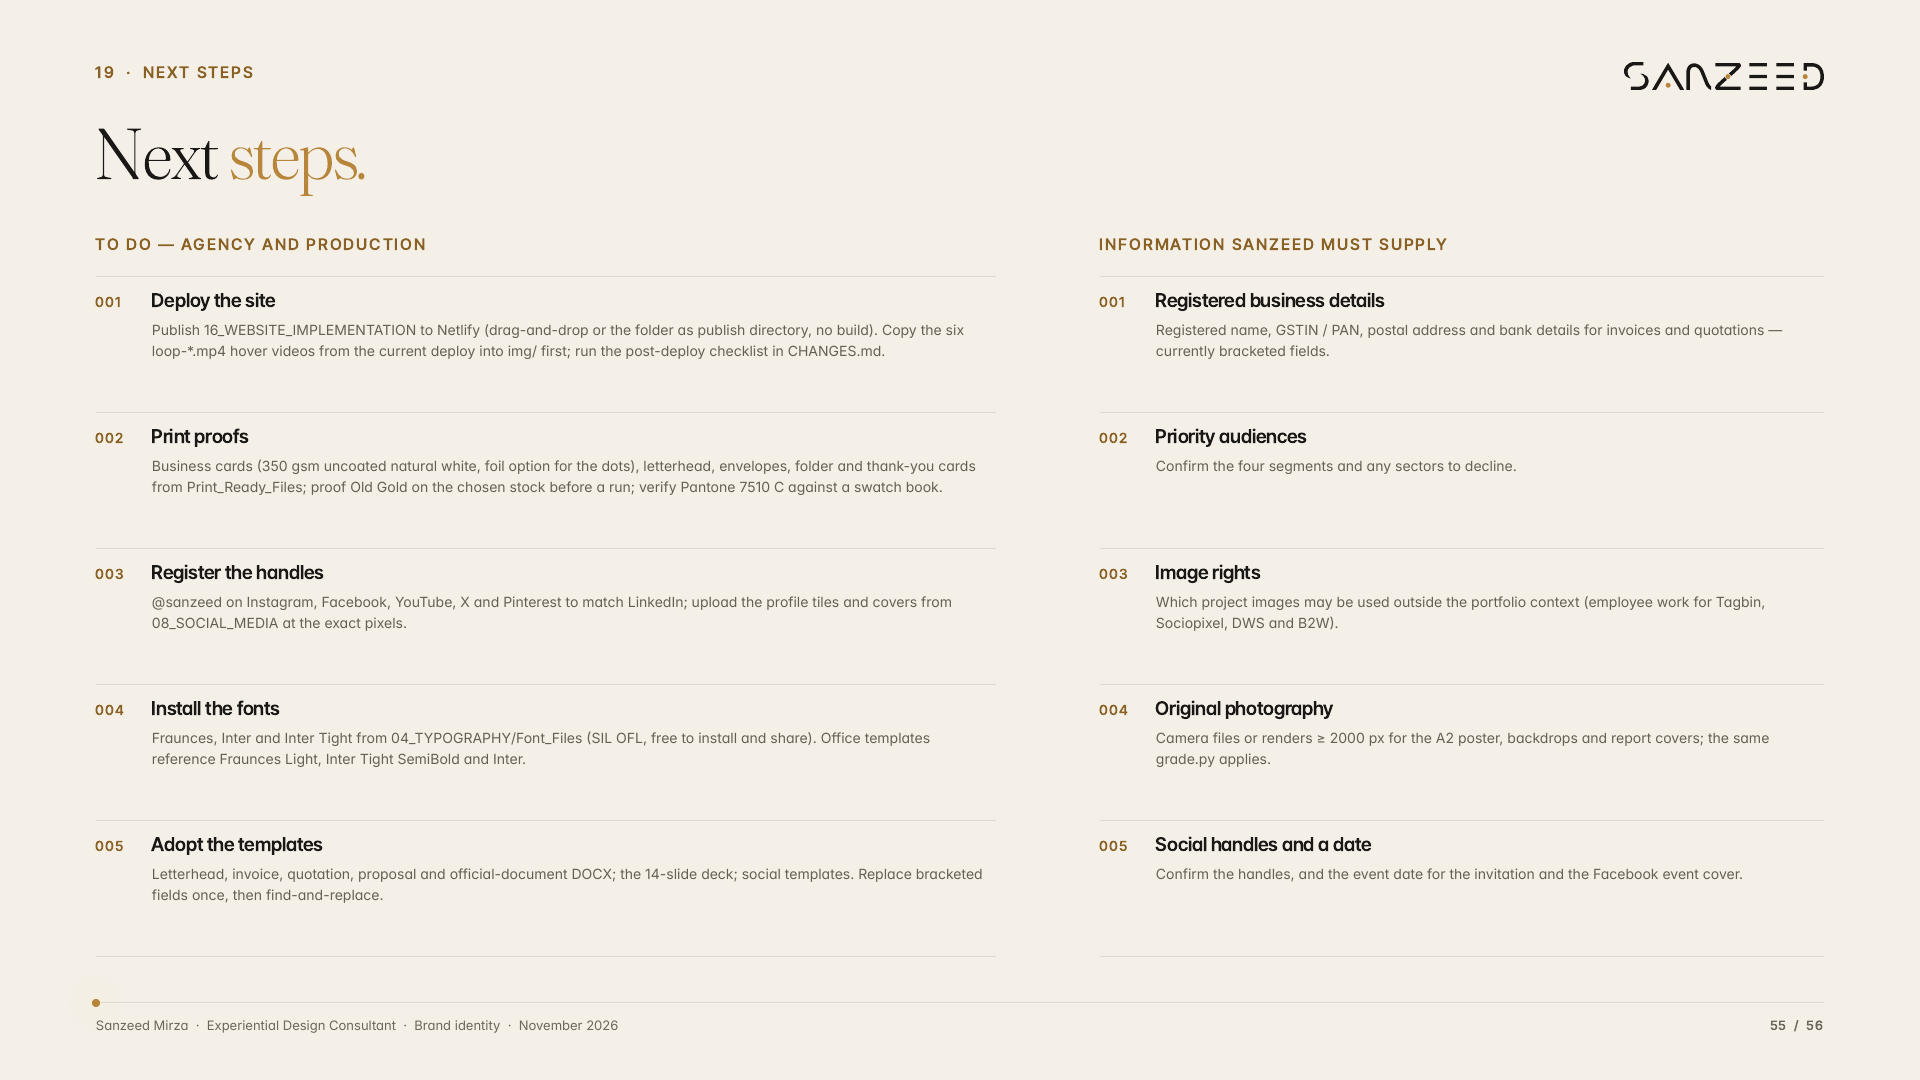 19 · NEXT STEPS
SANZEED
Next steps.
TO DO — AGENCY AND PRODUCTION
001 Deploy the site
Publish 16_WEBSITE_IMPLEMENTATION to Netlify (drag-and-drop or the folder as publish directory, no build). Copy the six
loop-*.mp4 hover videos from the current deploy into img/ first; run the post-deploy checklist in CHANGES.md.
002 Print proofs
Business cards (350 gsm uncoated natural white, foil option for the dots), letterhead, envelopes, folder and thank-you cards
from Print_Ready_Files; proof Old Gold on the chosen stock before a run; verify Pantone 7510 C against a swatch book.
003 Register the handles
@sanzeed on Instagram, Facebook, YouTube, X and Pinterest to match LinkedIn; upload the profile tiles and covers from
08_SOCIAL_MEDIA at the exact pixels.
004 Install the fonts
Fraunces, Inter and Inter Tight from 04_TYPOGRAPHY/Font_Files (SIL OFL, free to install and share). Office templates
reference Fraunces Light, Inter Tight SemiBold and Inter.
005 Adopt the templates
Letterhead, invoice, quotation, proposal and official-document DOCX; the 14-slide deck; social templates. Replace bracketed
fields once, then find-and-replace.
INFORMATION SANZEED MUST SUPPLY
001 Registered business details
Registered name, GSTIN / PAN, postal address and bank details for invoices and quotations —
currently bracketed fields.
002 Priority audiences
Confirm the four segments and any sectors to decline.
003 Image rights
Which project images may be used outside the portfolio context (employee work for Tagbin,
Sociopixel, DWS and B2W).
004 Original photography
Camera files or renders ≥ 2000 px for the A2 poster, backdrops and report covers; the same
grade.py applies.
005 Social handles and a date
Confirm the handles, and the event date for the invitation and the Facebook event cover.
Sanzeed Mirza · Experiential Design Consultant · Brand identity · November 2026
55 / 56